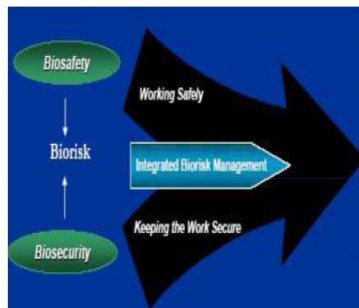 Biosafety
Working Safely
Biorisk
Integrated Biorisk Management
Keeping the Work Secure
Biosecurity